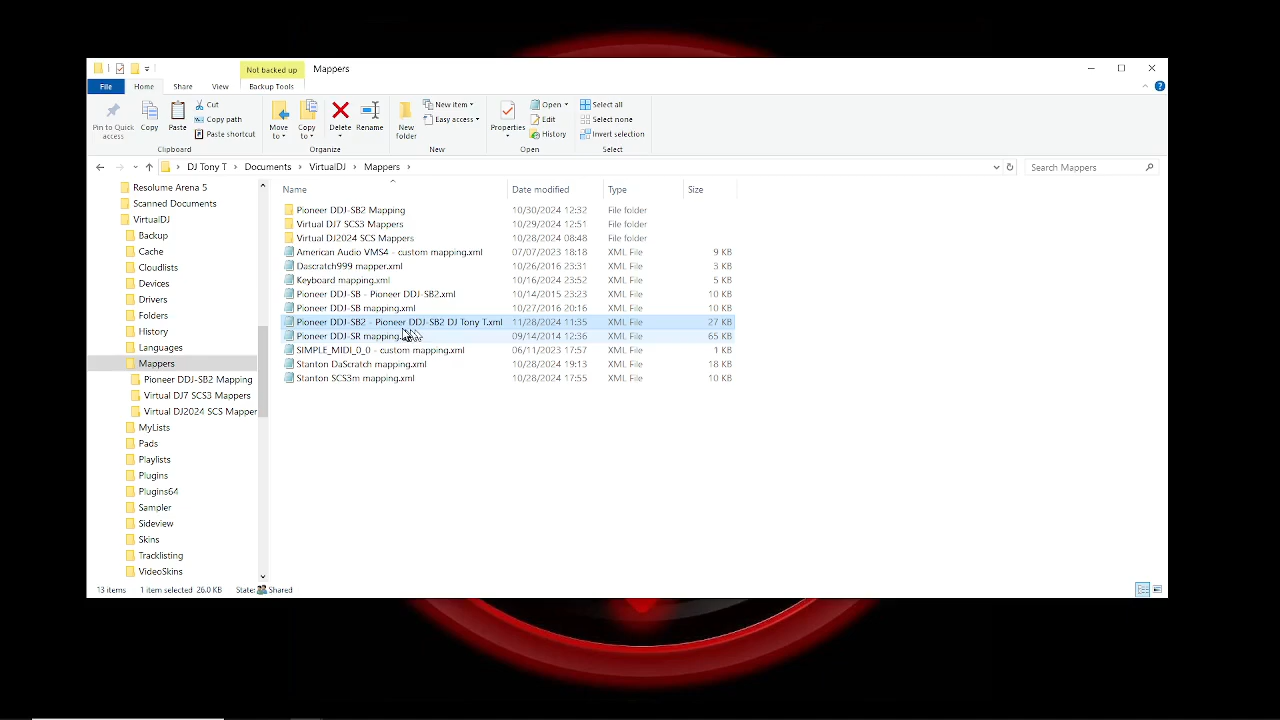 Not backed up
Mappers
File
Home
Share
View
Backup Tools
Pin to Quick access
Copy
Paste
Cut
Copy path
Paste shortcut
Clipboard
Move to
Copy to
Delete
Rename
Organize
New folder
New item
Easy access
New
Properties
Open
Edit
History
Open
Select all
Select none
Invert selection
Select
DJ Tony T > Documents > VirtualDJ > Mappers >
Search Mappers
Resolume Arena 5
Scanned Documents
VirtualDJ
Backup
Cache
Cloudlists
Devices
Drivers
Folders
History
Languages
Mappers
Pioneer DDJ-SB2 Mapping
Virtual DJ7 SCS3 Mappers
Virtual DJ2024 SCS Mapper
MyLists
Pads
Playlists
Plugins
Plugins64
Sampler
Sideview
Skins
Tracklisting
VideoSkins
Name Date modified Type Size
Pioneer DDJ-SB2 Mapping 10/30/2024 12:32 File folder
Virtual DJ7 SCS3 Mappers 10/29/2024 12:51 File folder
Virtual DJ2024 SCS Mappers 10/28/2024 08:48 File folder
American Audio VMS4 - custom mapping.xml 07/07/2023 18:18 XML File 9 KB
Dascratch999 mapper.xml 10/26/2016 23:31 XML File 3 KB
Keyboard mapping.xml 10/16/2024 23:52 XML File 5 KB
Pioneer DDJ-SB - Pioneer DDJ-SB2.xml 10/14/2015 23:23 XML File 10 KB
Pioneer DDJ-SB mapping.xml 10/27/2016 20:16 XML File 10 KB
Pioneer DDJ-SB2 - Pioneer DDJ-SB2 DJ Tony T.xml 11/28/2024 11:35 XML File 27 KB
Pioneer DDJ-SR mapping. 09/14/2014 12:36 XML File 65 KB
SIMPLE_MIDI_0_0 - custom mapping.xml 06/11/2023 17:57 XML File 1 KB
Stanton DaScratch mapping.xml 10/28/2024 19:13 XML File 18 KB
Stanton SCS3m mapping.xml 10/28/2024 17:55 XML File 10 KB
13 items 1 item selected 26.0 KB State: Shared